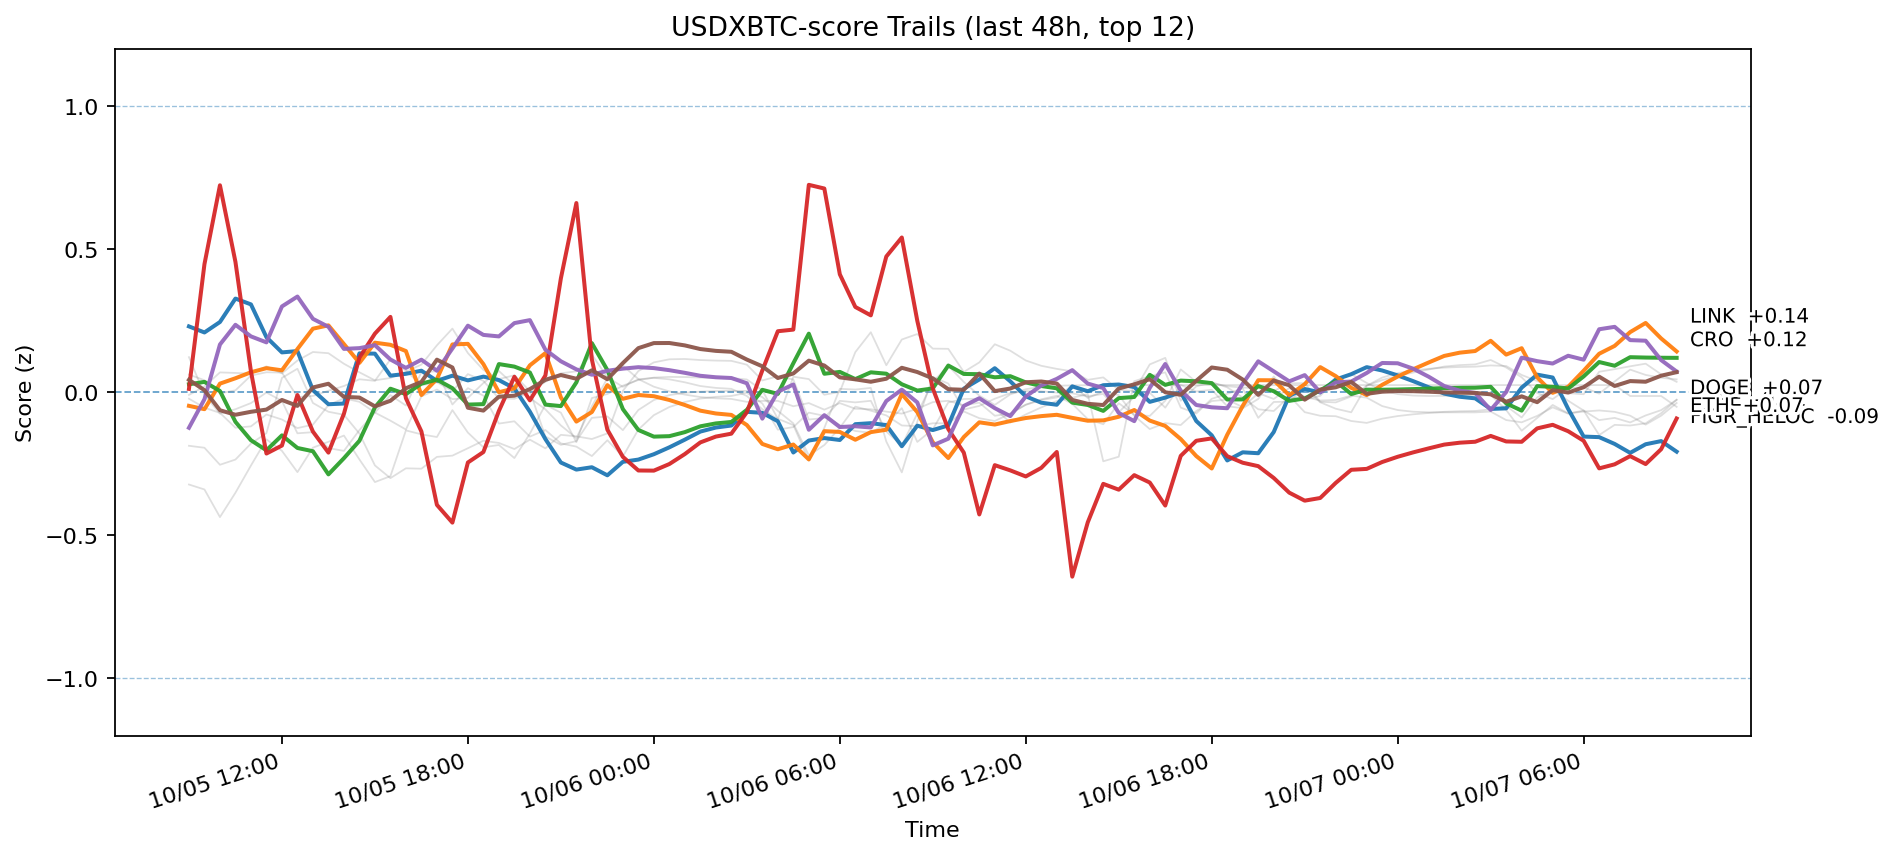 USDXBTC-score Trails (last 48h, top 12)
Score (z)
1.0
0.5
0.0
−0.5
−1.0
LINK +0.14
CRO +0.12
DOGE +0.07
ETH +0.07
FIGR_HELOC -0.09
10/05 12:00
10/05 18:00
10/06 00:00
10/06 06:00
10/06 12:00
10/06 18:00
10/07 00:00
10/07 06:00
Time